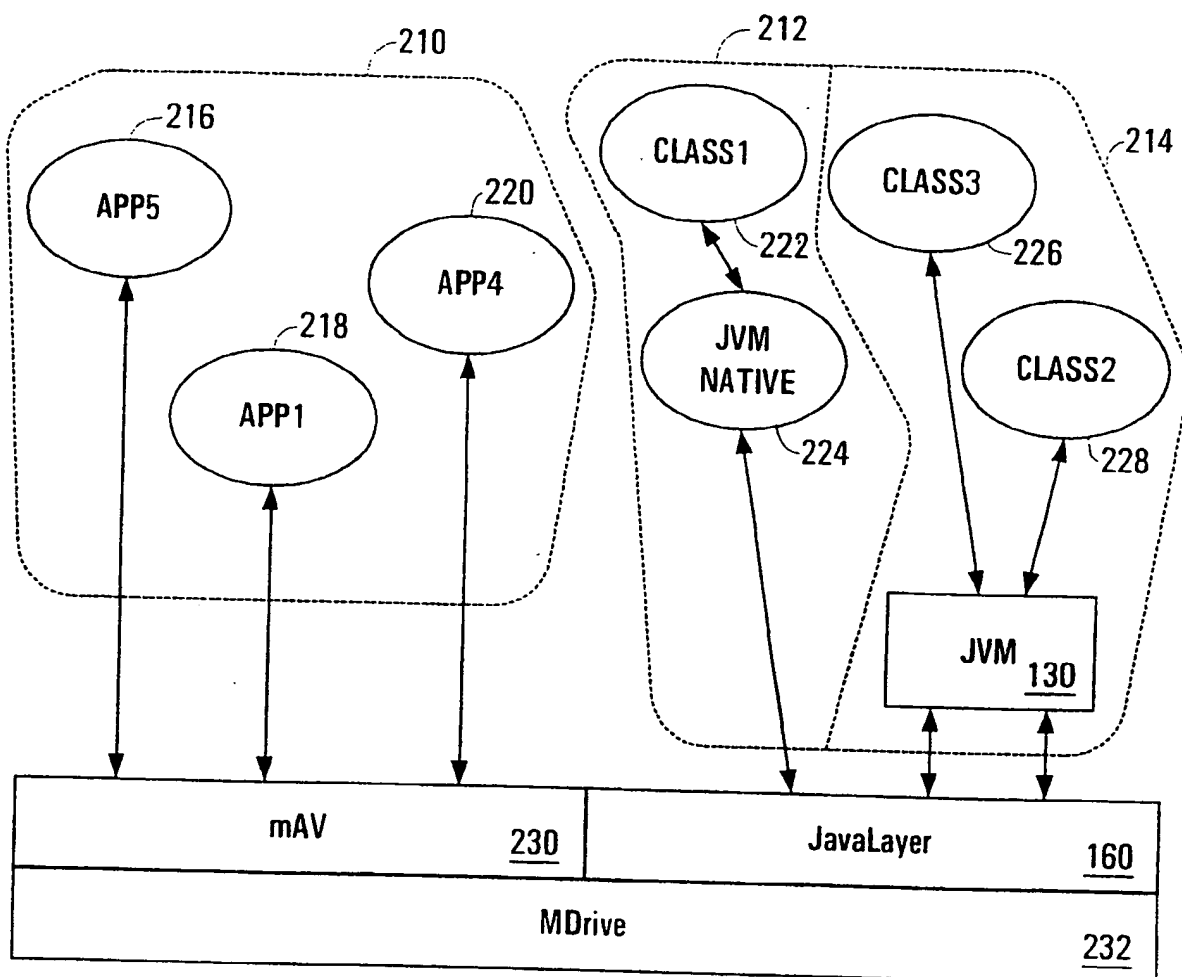 210
212
216
APP5
220
APP4
218
APP1
CLASS1
222
CLASS3
226
214
JVM
NATIVE
224
CLASS2
228
JVM
130
mAV
230
JavaLayer
160
MDrive
232